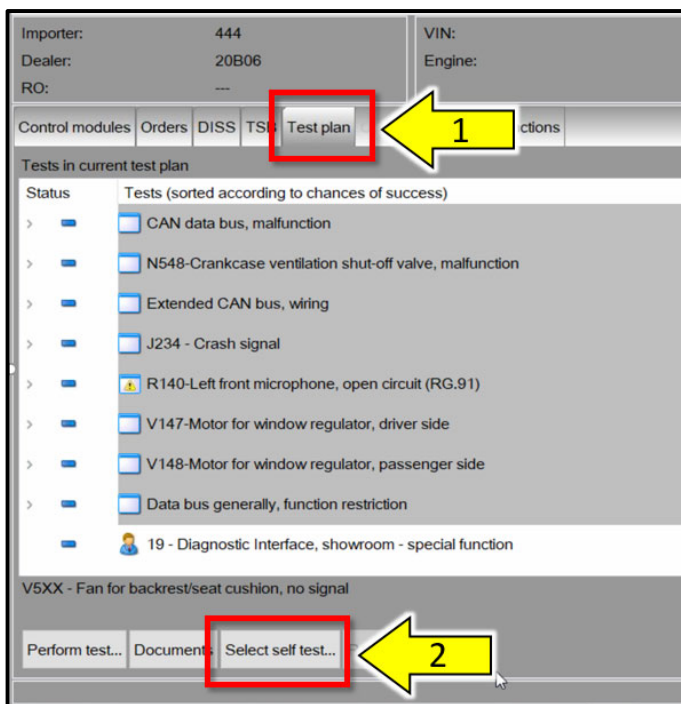 Importer: 444 VIN:
Dealer: 20B06 Engine:
RO: ---
Control modules Orders DISS TSB Test plan 1 ctions
Tests in current test plan
Status Tests (sorted according to chances of success)
CAN data bus, malfunction
N548-Crankcase ventilation shut-off valve, malfunction
Extended CAN bus, wiring
J234 - Crash signal
R140-Left front microphone, open circuit (RG.91)
V147-Motor for window regulator, driver side
V148-Motor for window regulator, passenger side
Data bus generally, function restriction
19 - Diagnostic Interface, showroom - special function
V5XX - Fan for backrest/seat cushion, no signal
Perform test... Documents Select self test... 2